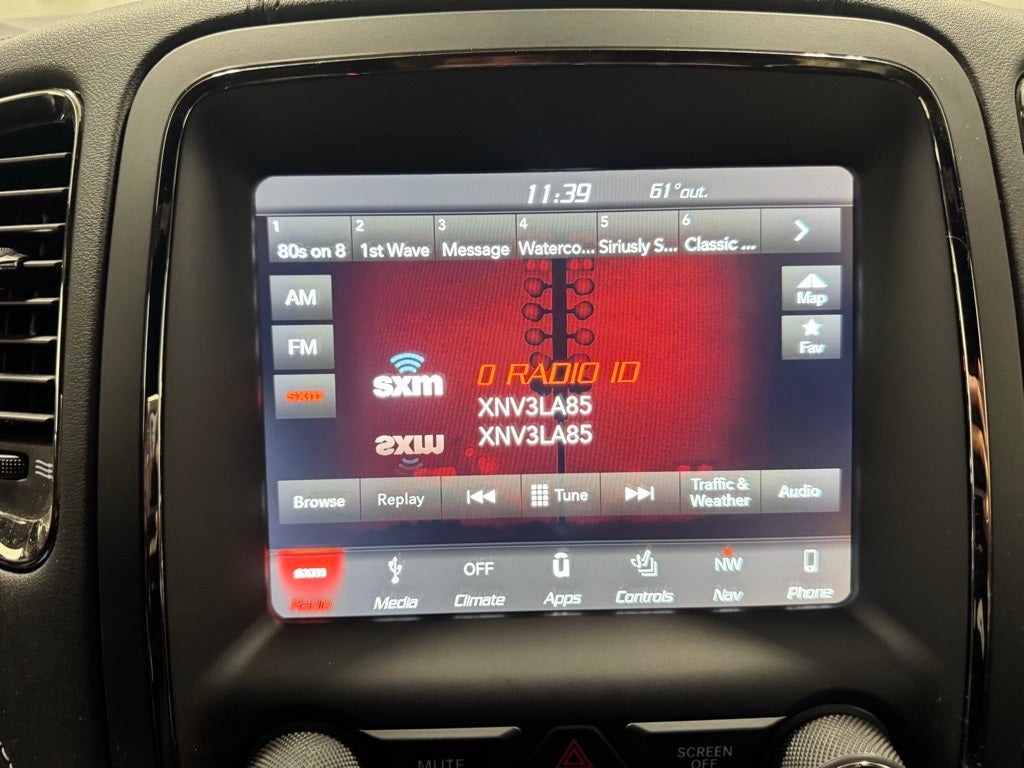 11:39 61°out.
1 2 3 4 5 6
80s on 8 1st Wave Message Waterco... Siriusly S... Classic ...
AM
Map
FM
Fav
sxm
sxm
0 RADIO ID
XNV3LA85
XNV3LA85
sxm
Browse Replay Tune Traffic & Weather Audio
sxm OFF u NW
Radio Media Climate Apps Controls Nav Phone
MUTE SCREEN
OFF